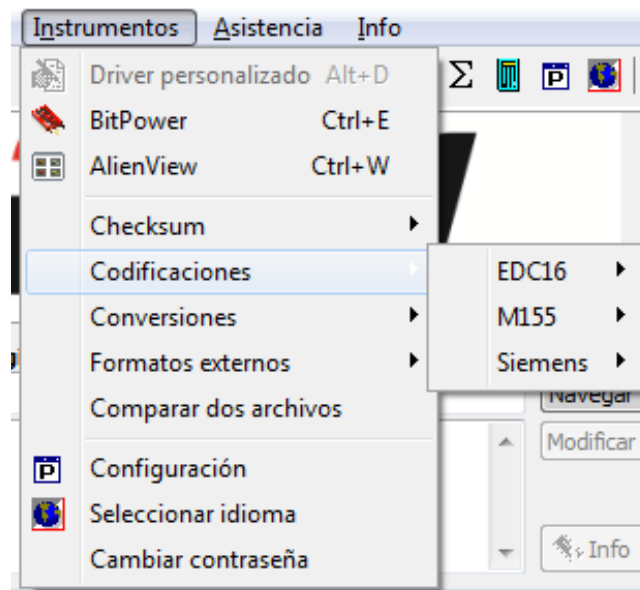 Instrumentos Asistencia Info
Driver personalizado Alt+D
BitPower Ctrl+E
AlienView Ctrl+W
Checksum
Codificaciones
EDC16
Conversiones
M155
Formatos externos
Siemens
Comparar dos archivos
Navegar
Modificar
Configuración
Seleccionar idioma
Cambiar contraseña
Info